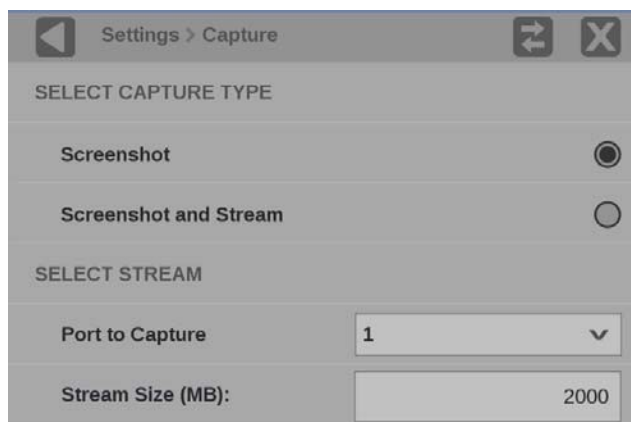 Settings > Capture
SELECT CAPTURE TYPE
Screenshot
Screenshot and Stream
SELECT STREAM
Port to Capture 1
Stream Size (MB): 2000